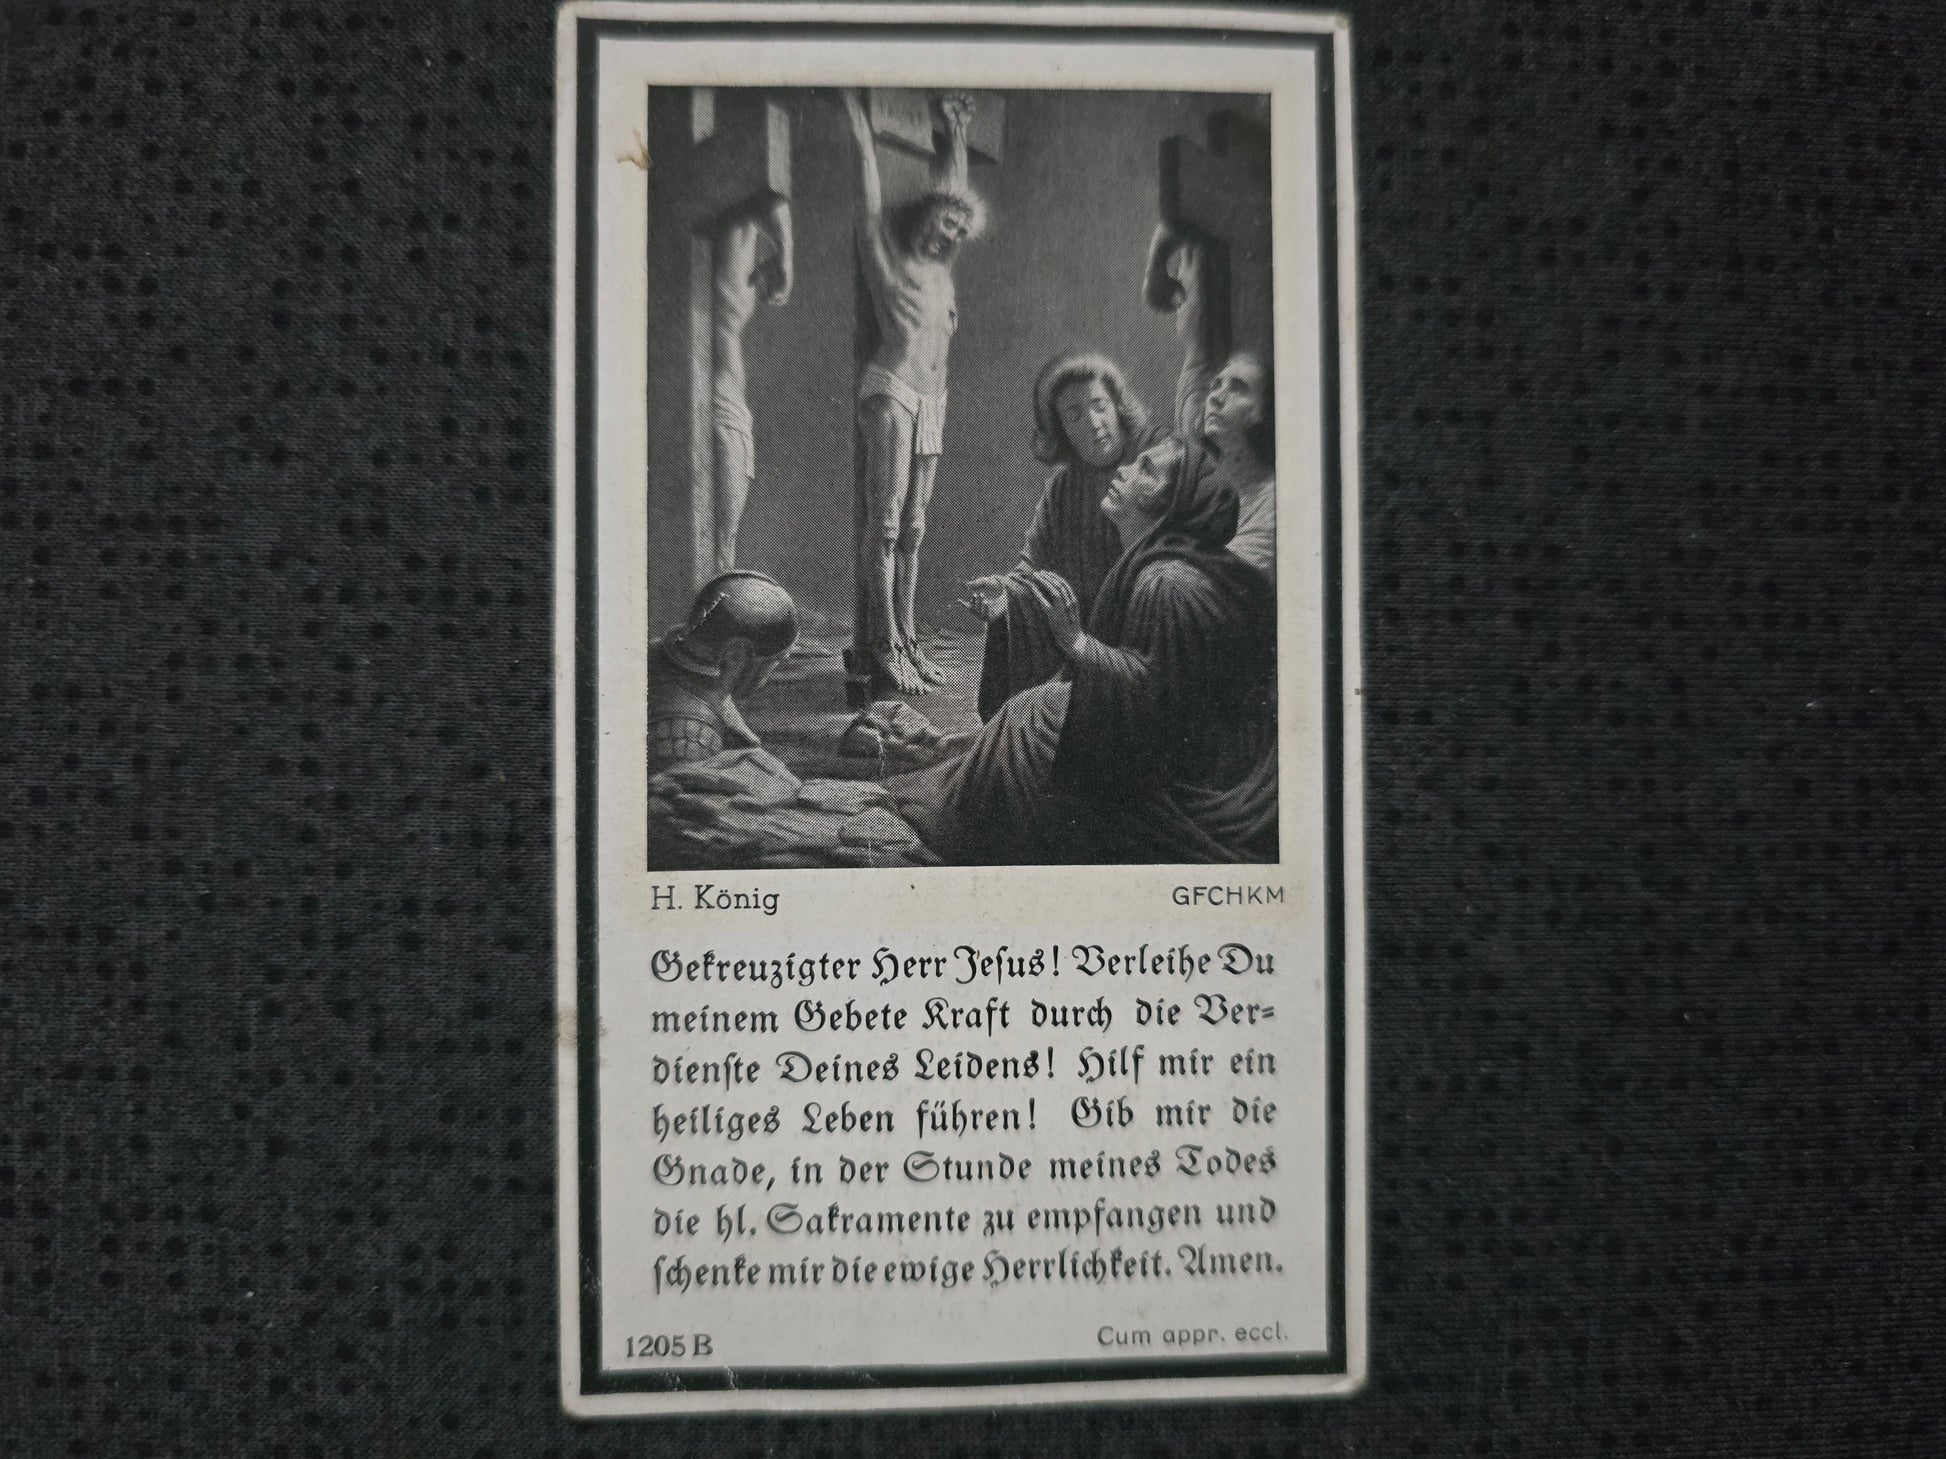 H. König
GFCHKM
Gekreuzigter Herr Jesus! Verleihe Du
meinem Gebete Kraft durch die Ver-
dienste Deines Leidens! Hilf mir ein
heiliges Leben führen! Gib mir die
Gnade, in der Stunde meines Todes
die hl. Sakramente zu empfangen und
schenke mir die ewige Herrlichkeit. Amen.
1205 B
Cum appr. eccl.